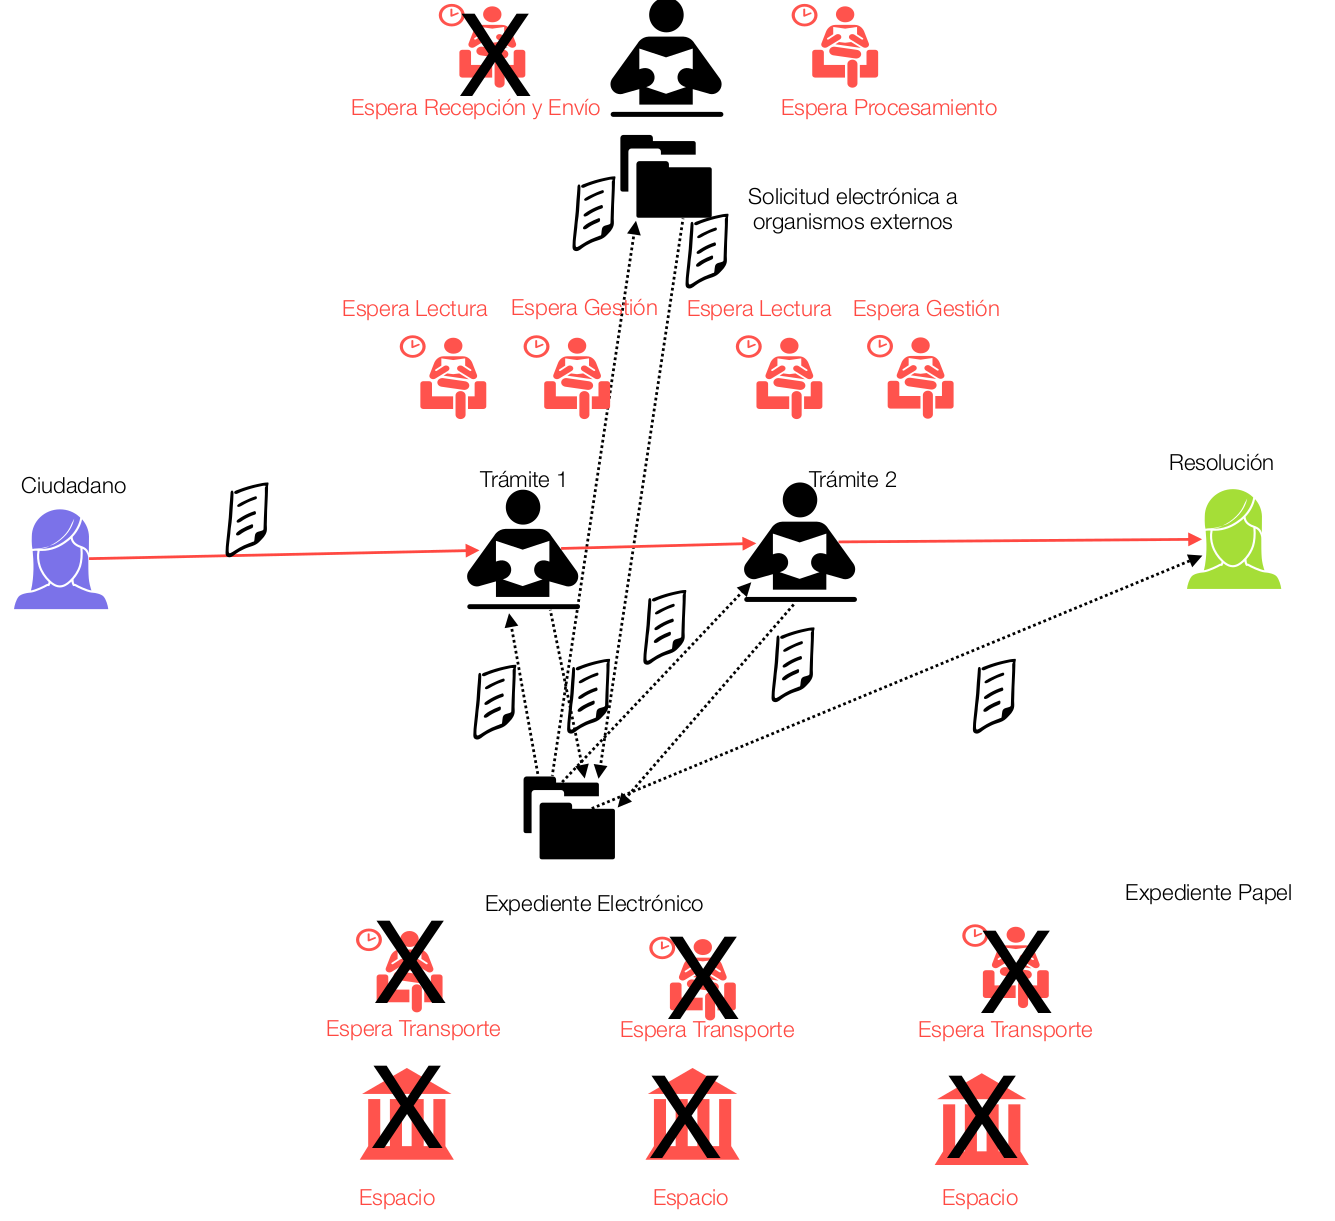 Espera Recepción y Envío
Espera Procesamiento
Solicitud electrónica a
organismos externos
Espera Lectura
Espera Gestión
Espera Lectura
Espera Gestión
Ciudadano
Trámite 1
Trámite 2
Resolución
Expediente Electrónico
Expediente Papel
Espera Transporte
Espera Transporte
Espera Transporte
Espacio
Espacio
Espacio